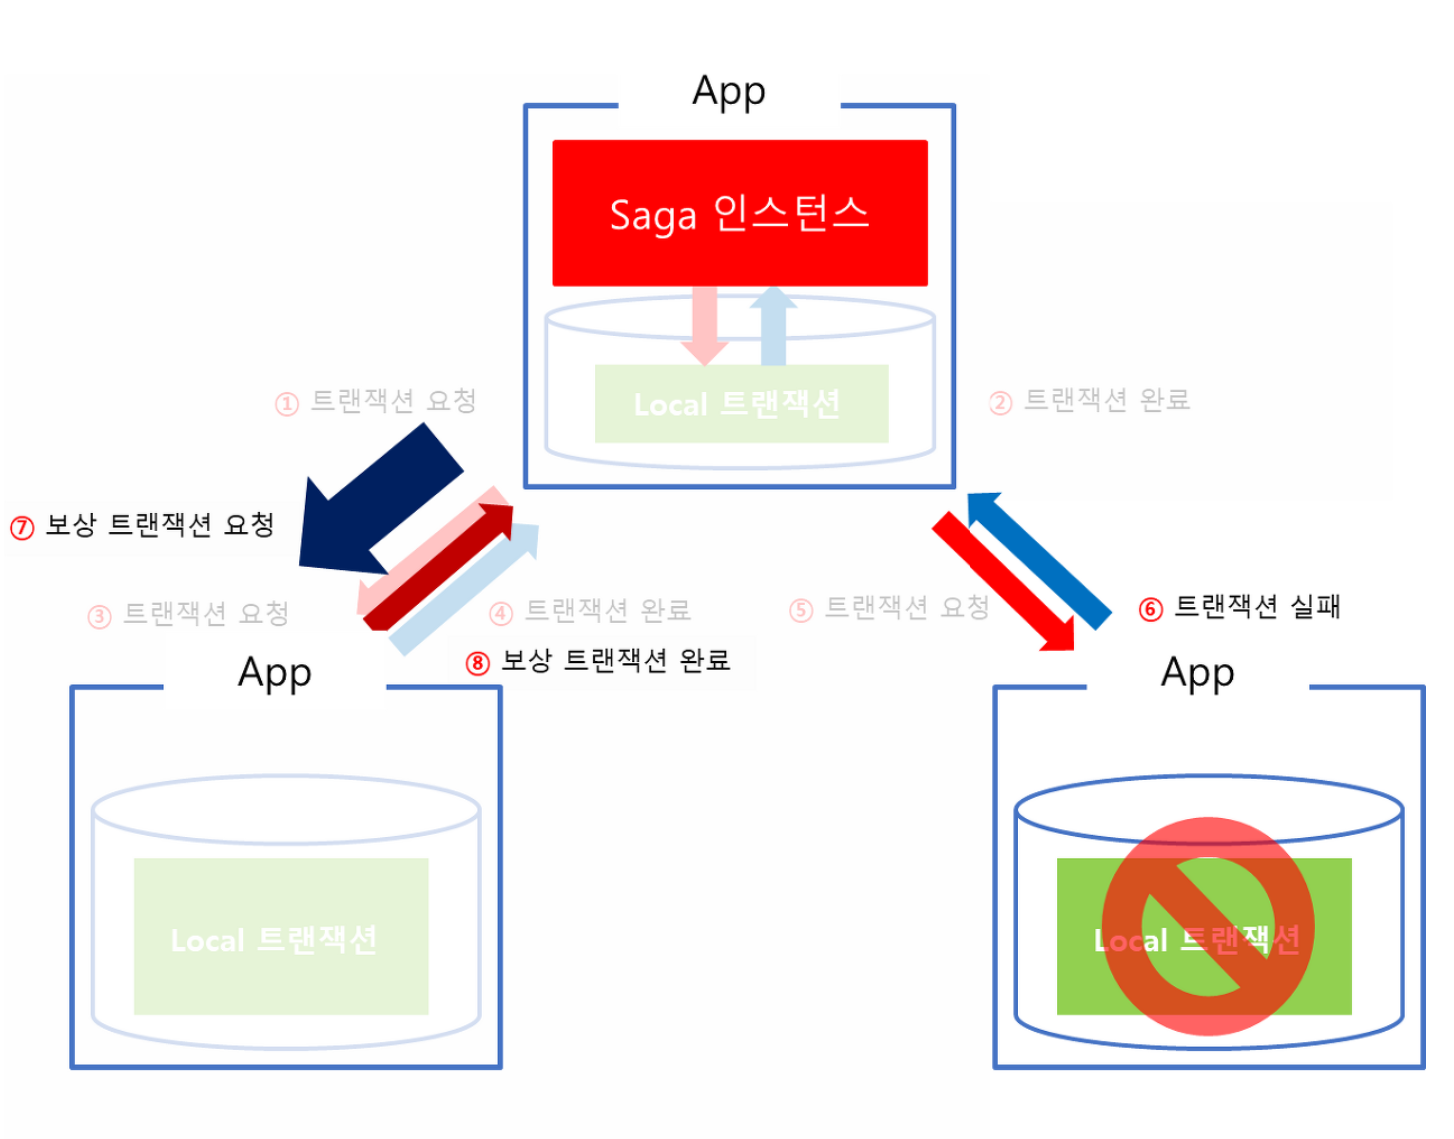 App
Saga 인스턴스
① 트랜잭션 요청
Local 트랜잭션
② 트랜잭션 완료
⑦ 보상 트랜잭션 요청
③ 트랜잭션 요청
④ 트랜잭션 완료
⑤ 트랜잭션 요청
⑥ 트랜잭션 실패
⑧ 보상 트랜잭션 완료
App
App
Local 트랜잭션
Local 트랜잭션